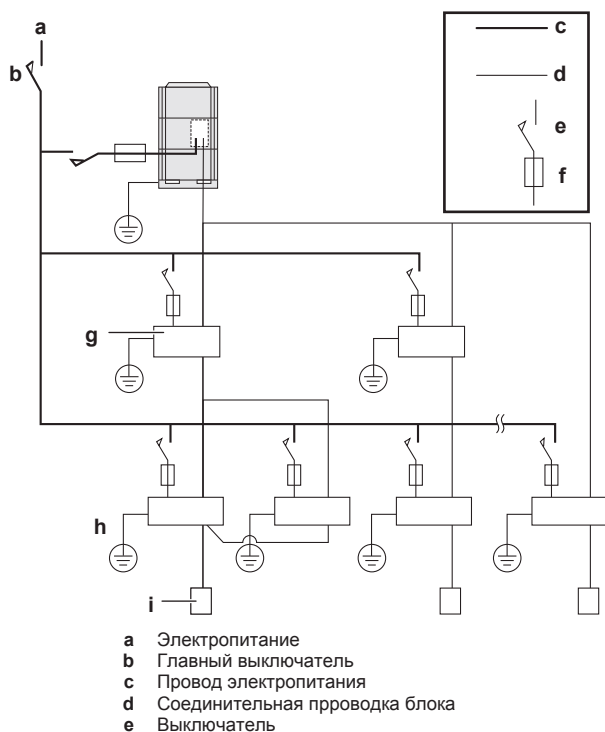 a
b
c
d
e
f
g
h
i
a Электропитание
b Главный выключатель
c Провод электропитания
d Соединительная прроводка блока
e Выключатель